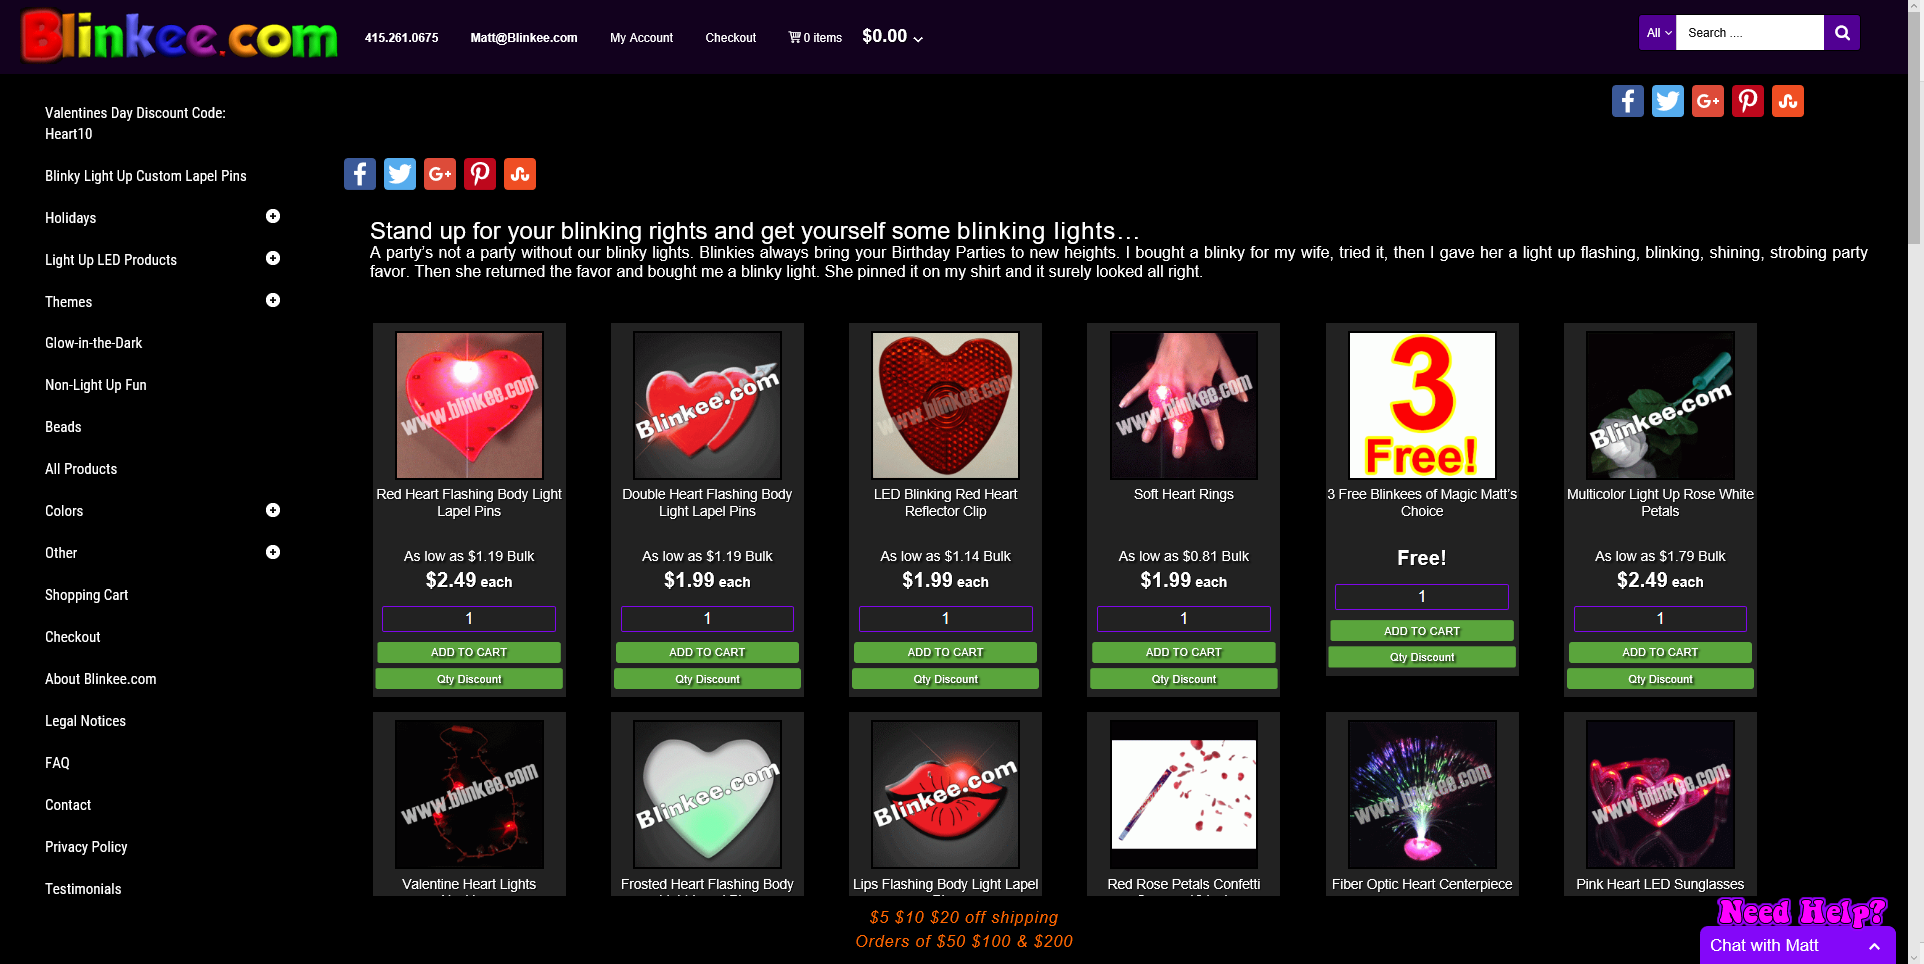 Blinkee.com
415.261.0675
Matt@Blinkee.com
My Account
Checkout
0 items
$0.00
All
Search ....
Valentines Day Discount Code:
Heart10
Blinky Light Up Custom Lapel Pins
Holidays
Light Up LED Products
Themes
Glow-in-the-Dark
Non-Light Up Fun
Beads
All Products
Colors
Other
Shopping Cart
Checkout
About Blinkee.com
Legal Notices
FAQ
Contact
Privacy Policy
Testimonials
Stand up for your blinking rights and get yourself some blinking lights…
A party’s not a party without our blinky lights. Blinkies always bring your Birthday Parties to new heights. I bought a blinky for my wife, tried it, then I gave her a light up flashing, blinking, shining, strobing party
favor. Then she returned the favor and bought me a blinky light. She pinned it on my shirt and it surely looked all right.
www.blinkee.com
Red Heart Flashing Body Light
Lapel Pins
As low as $1.19 Bulk
$2.49 each
1
ADD TO CART
Qty Discount
Blinkee.com
Double Heart Flashing Body
Light Lapel Pins
As low as $1.19 Bulk
$1.99 each
1
ADD TO CART
Qty Discount
www.blinkee.com
LED Blinking Red Heart
Reflector Clip
As low as $1.14 Bulk
$1.99 each
1
ADD TO CART
Qty Discount
www.blinkee.com
Soft Heart Rings
As low as $0.81 Bulk
$1.99 each
1
ADD TO CART
Qty Discount
3
Free!
3 Free Blinkees of Magic Matt’s
Choice
Free!
1
ADD TO CART
Qty Discount
Blinkee.com
Multicolor Light Up Rose White
Petals
As low as $1.79 Bulk
$2.49 each
1
ADD TO CART
Qty Discount
www.blinkee.com
Valentine Heart Lights
Blinkee.com
Frosted Heart Flashing Body
Blinkee.com
Lips Flashing Body Light Lapel
Red Rose Petals Confetti
www.blinkee.com
Fiber Optic Heart Centerpiece
www.blinkee.com
Pink Heart LED Sunglasses
$5 $10 $20 off shipping
Orders of $50 $100 & $200
Need Help?
Chat with Matt